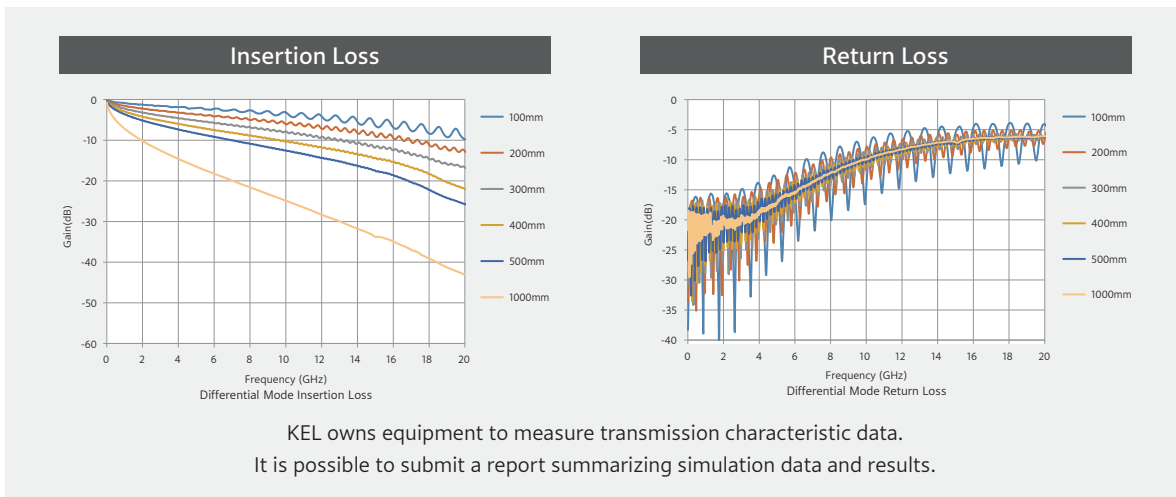 Insertion Loss
0
-10
-20
-30
-40
-50
-60
Gain(dB)
0 2 4 6 8 10 12 14 16 18 20
Frequency (GHz)
Differential Mode Insertion Loss
100mm
200mm
300mm
400mm
500mm
1000mm
Return Loss
0
-5
-10
-15
-20
-25
-30
-35
-40
Gain(dB)
0 2 4 6 8 10 12 14 16 18 20
Frequency (GHz)
Differential Mode Return Loss
100mm
200mm
300mm
400mm
500mm
1000mm
KEL owns equipment to measure transmission characteristic data.
It is possible to submit a report summarizing simulation data and results.